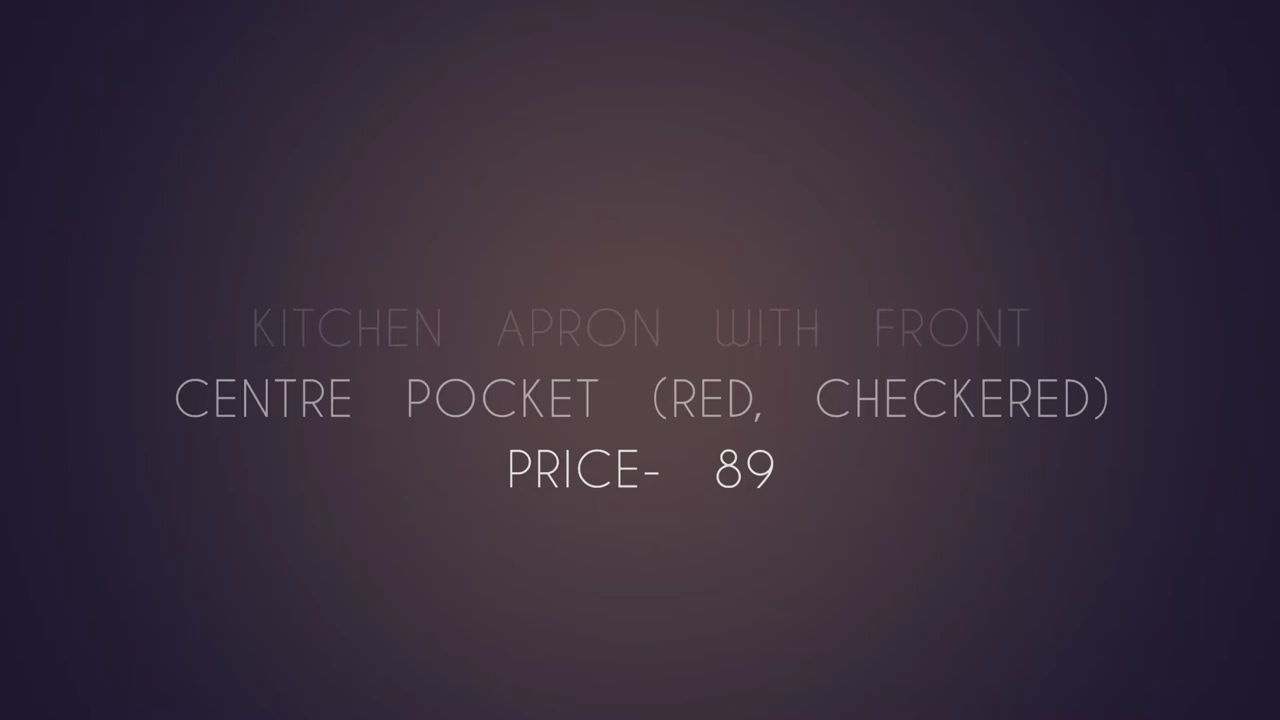 KITCHEN APRON WITH FRONT
CENTRE POCKET (RED, CHECKERED)
PRICE- 89